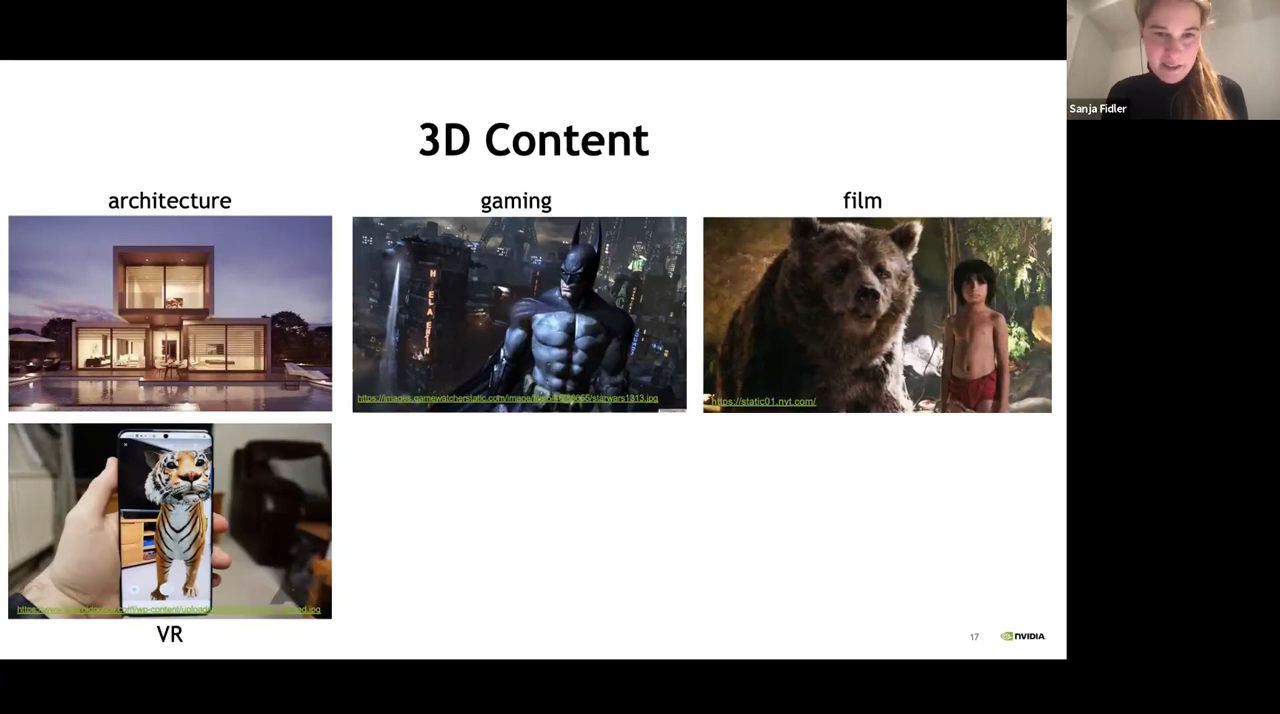 Sanja Fidler
3D Content
architecture
gaming
film
https://images.gamewatcherstatic.com/image/file/
https://static01.nyt.com/
VR
17
NVIDIA